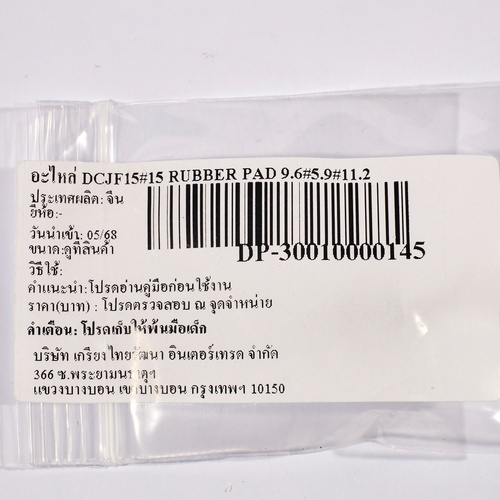 อะไหล่ DCJF15#15 RUBBER PAD 9.6#5.9#11.2
ประเทศผลิต: จีน
ยี่ห้อ:-
วันนำเข้า: 05/68
ขนาด:ดูที่สินค้า
DP-30010000145
วิธีใช้:
คำแนะนำ:โปรดอ่านคู่มือก่อนใช้งาน
ราคา(บาท) : โปรดตรวจสอบ ณ จุดจำหน่าย
คำเตือน: โปรดเก็บให้พ้นมือเด็ก
บริษัท เกรียงไทยวัฒนา อินเตอร์เทรด จำกัด
366 ซ.พระยามนธาตุฯ
แขวงบางบอน เขตบางบอน กรุงเทพฯ 10150